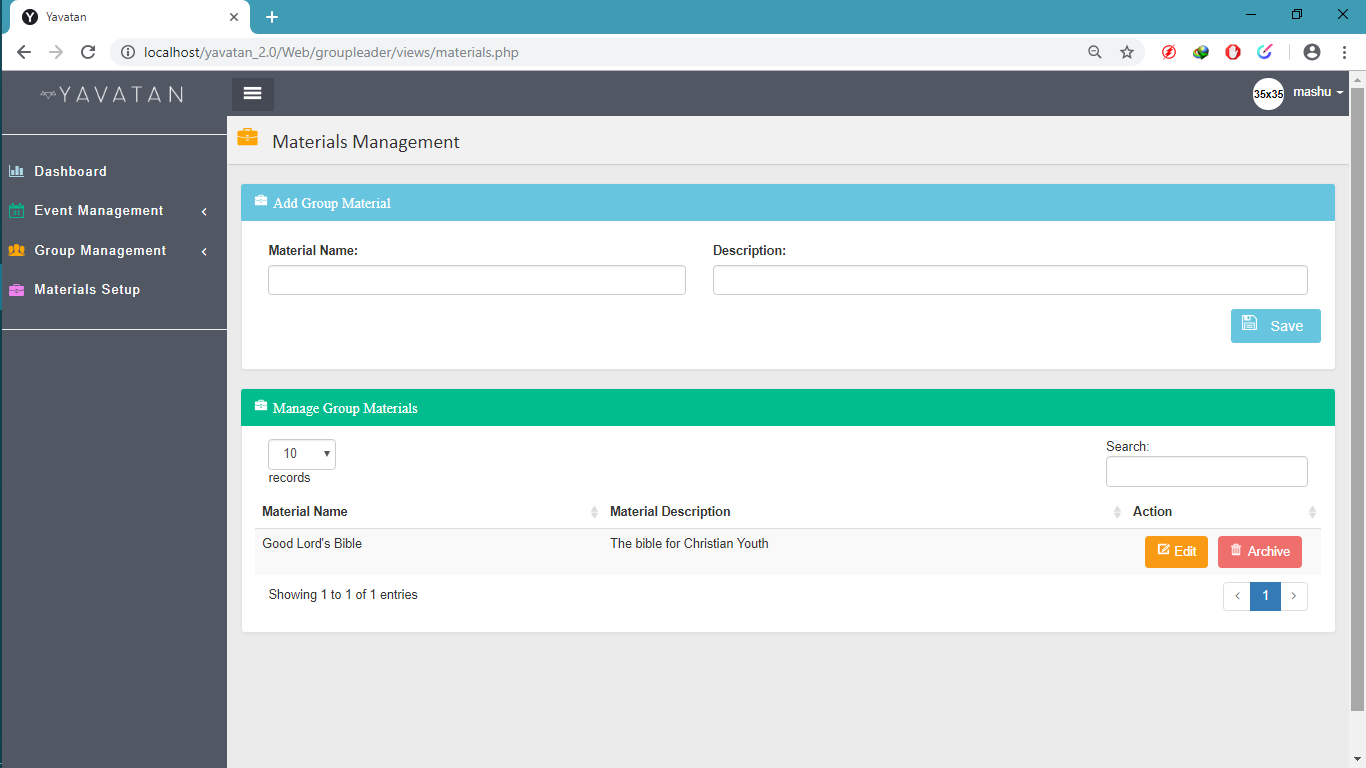 Yavatan
localhost/yavatan_2.0/Web/groupleader/views/materials.php
YAVATAN
35x35
mashu
Materials Management
Dashboard
Event Management
Group Management
Materials Setup
Add Group Material
Material Name:
Description:
Save
Manage Group Materials
10
records
Search:
Material Name
Material Description
Action
Good Lord's Bible
The bible for Christian Youth
Edit
Archive
Showing 1 to 1 of 1 entries
1